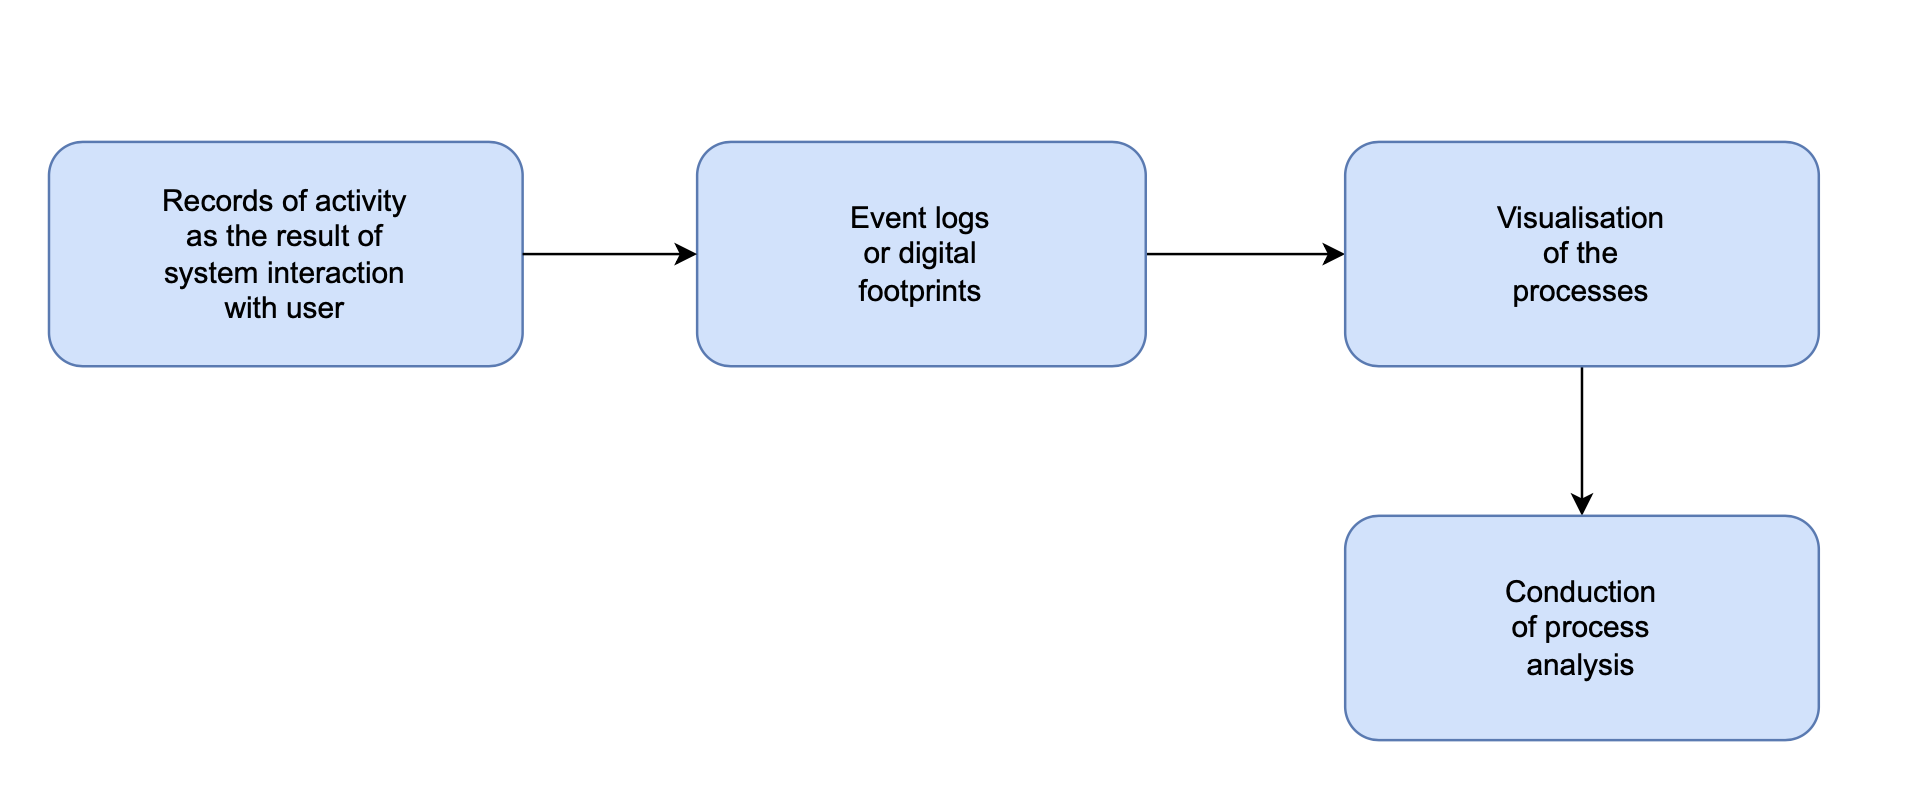 Records of activity
as the result of
system interaction
with user
Event logs
or digital
footprints
Visualisation
of the
processes
Conduction
of process
analysis